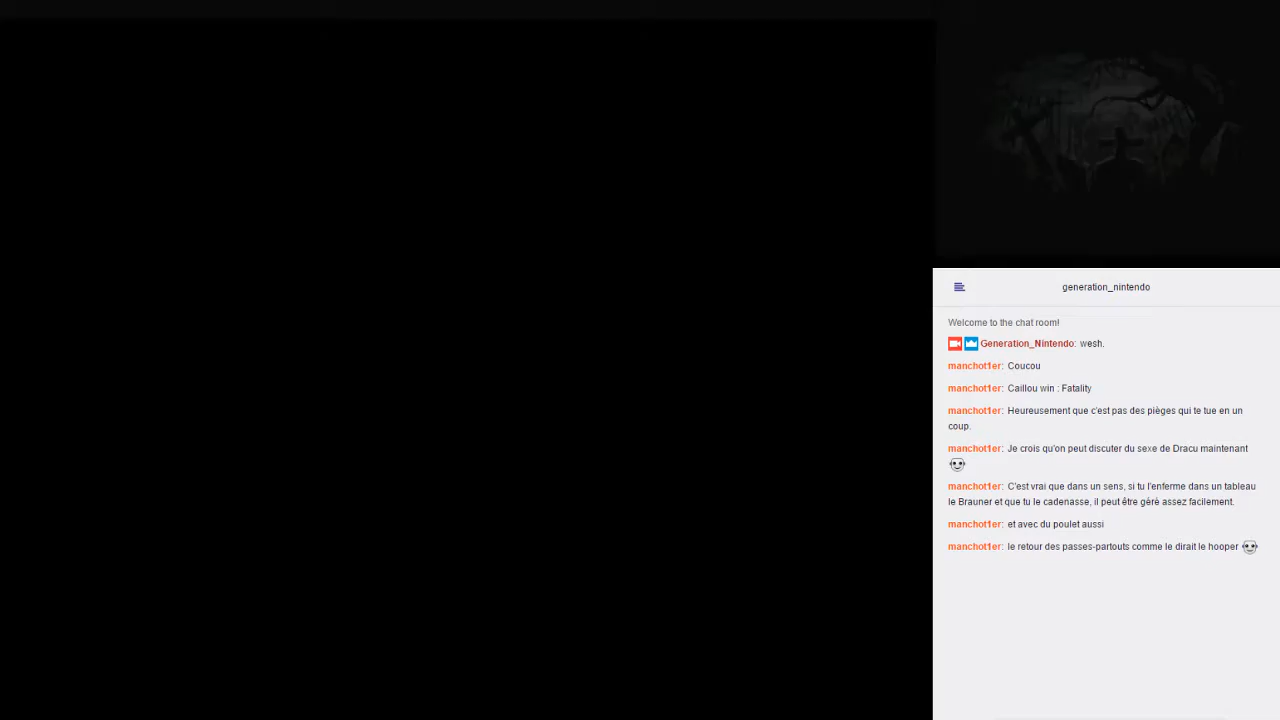 generation_nintendo
Welcome to the chat room!
Generation_Nintendo: wesh.
manchot1er: Coucou
manchot1er: Caillou win : Fatality
manchot1er: Heureusement que c'est pas des pièges qui te tue en un
coup.
manchot1er: Je crois qu'on peut discuter du sexe de Dracu maintenant
manchot1er: C'est vrai que dans un sens, si tu l'enferme dans un tableau
le Brauner et que tu le cadenasse, il peut être géré assez facilement.
manchot1er: et avec du poulet aussi
manchot1er: le retour des passes-partouts comme le dirait le hooper